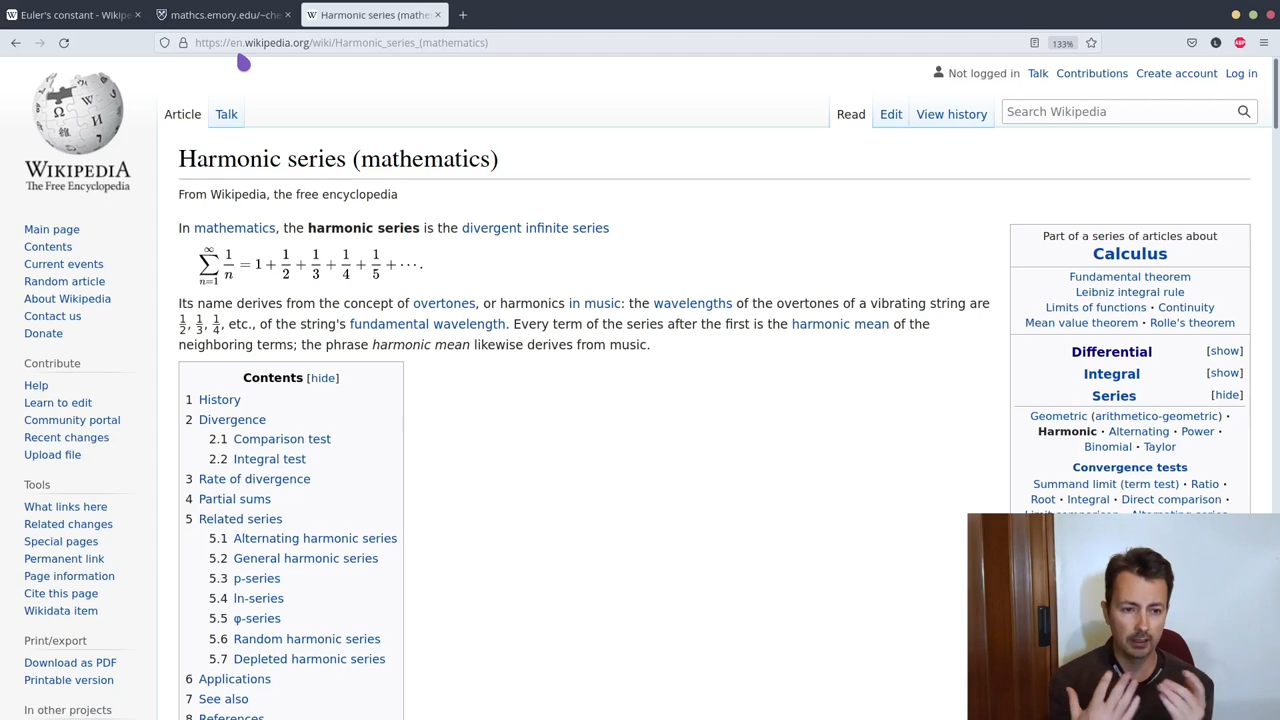 Euler's constant - Wikipe
mathcs.emory.edu/~che
Harmonic series (mathe
https://en.wikipedia.org/wiki/Harmonic_series_(mathematics)
133%
Not logged in Talk Contributions Create account Log in
Article Talk Read Edit View history Search Wikipedia
WIKIPEDIA
The Free Encyclopedia
Main page
Contents
Current events
Random article
About Wikipedia
Contact us
Donate
Contribute
Help
Learn to edit
Community portal
Recent changes
Upload file
Tools
What links here
Related changes
Special pages
Permanent link
Page information
Cite this page
Wikidata item
Print/export
Download as PDF
Printable version
In other projects
Harmonic series (mathematics)
From Wikipedia, the free encyclopedia
In mathematics, the harmonic series is the divergent infinite series
∑_{n=1}^{∞} 1/n = 1 + 1/2 + 1/3 + 1/4 + 1/5 + ⋯.
Its name derives from the concept of overtones, or harmonics in music: the wavelengths of the overtones of a vibrating string are
1/2, 1/3, 1/4, etc., of the string's fundamental wavelength. Every term of the series after the first is the harmonic mean of the
neighboring terms; the phrase harmonic mean likewise derives from music.
Contents [hide]
1 History
2 Divergence
2.1 Comparison test
2.2 Integral test
3 Rate of divergence
4 Partial sums
5 Related series
5.1 Alternating harmonic series
5.2 General harmonic series
5.3 p-series
5.4 ln-series
5.5 φ-series
5.6 Random harmonic series
5.7 Depleted harmonic series
6 Applications
7 See also
8 References
Part of a series of articles about
Calculus
Fundamental theorem
Leibniz integral rule
Limits of functions · Continuity
Mean value theorem · Rolle's theorem
Differential [show]
Integral [show]
Series [hide]
Geometric (arithmetico-geometric) ·
Harmonic · Alternating · Power ·
Binomial · Taylor
Convergence tests
Summand limit (term test) · Ratio ·
Root · Integral · Direct comparison ·